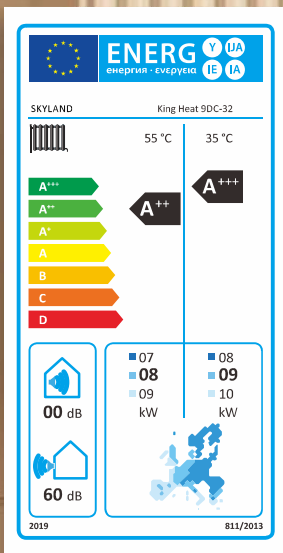 ENERG Y IJA
енергия · ενεργεια IE IA
SKYLAND King Heat 9DC-32
55 °C 35 °C
A+++
A++
A+
A
B
C
D
A++
A+++
07 08
08 09
09 10
kW kW
00 dB
60 dB
2019 811/2013